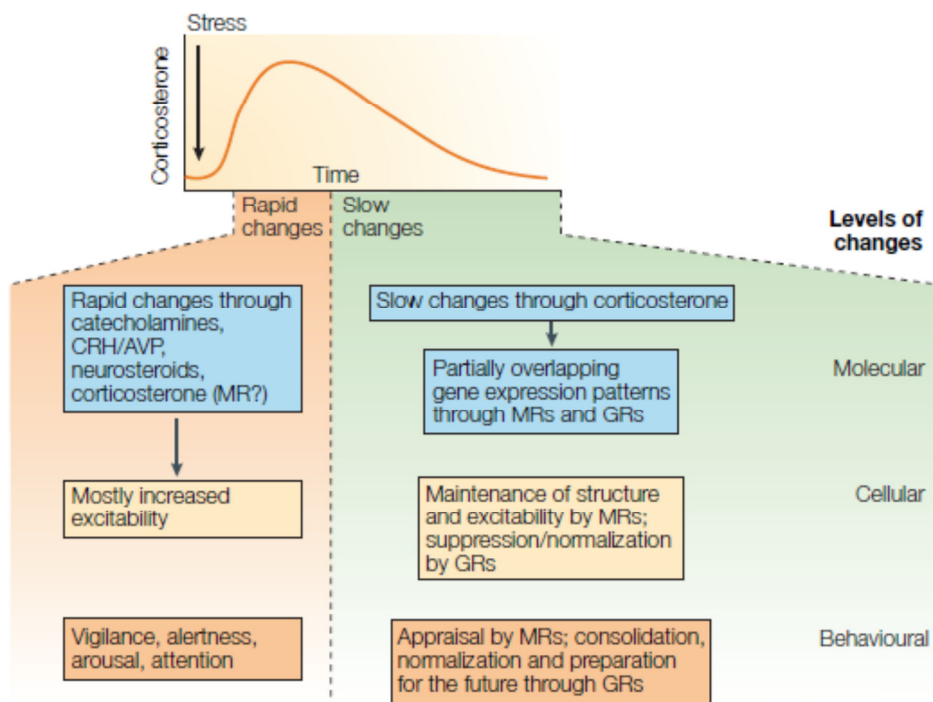 Stress
Corticosterone
Time
Rapid
changes
Slow
changes
Levels of
changes
Rapid changes through
catecholamines,
CRH/AVP,
neurosteroids,
corticosterone (MR?)
Slow changes through corticosterone
Partially overlapping
gene expression patterns
through MRs and GRs
Molecular
Mostly increased
excitability
Maintenance of structure
and excitability by MRs;
suppression/normalization
by GRs
Cellular
Vigilance, alertness,
arousal, attention
Appraisal by MRs; consolidation,
normalization and preparation
for the future through GRs
Behavioural